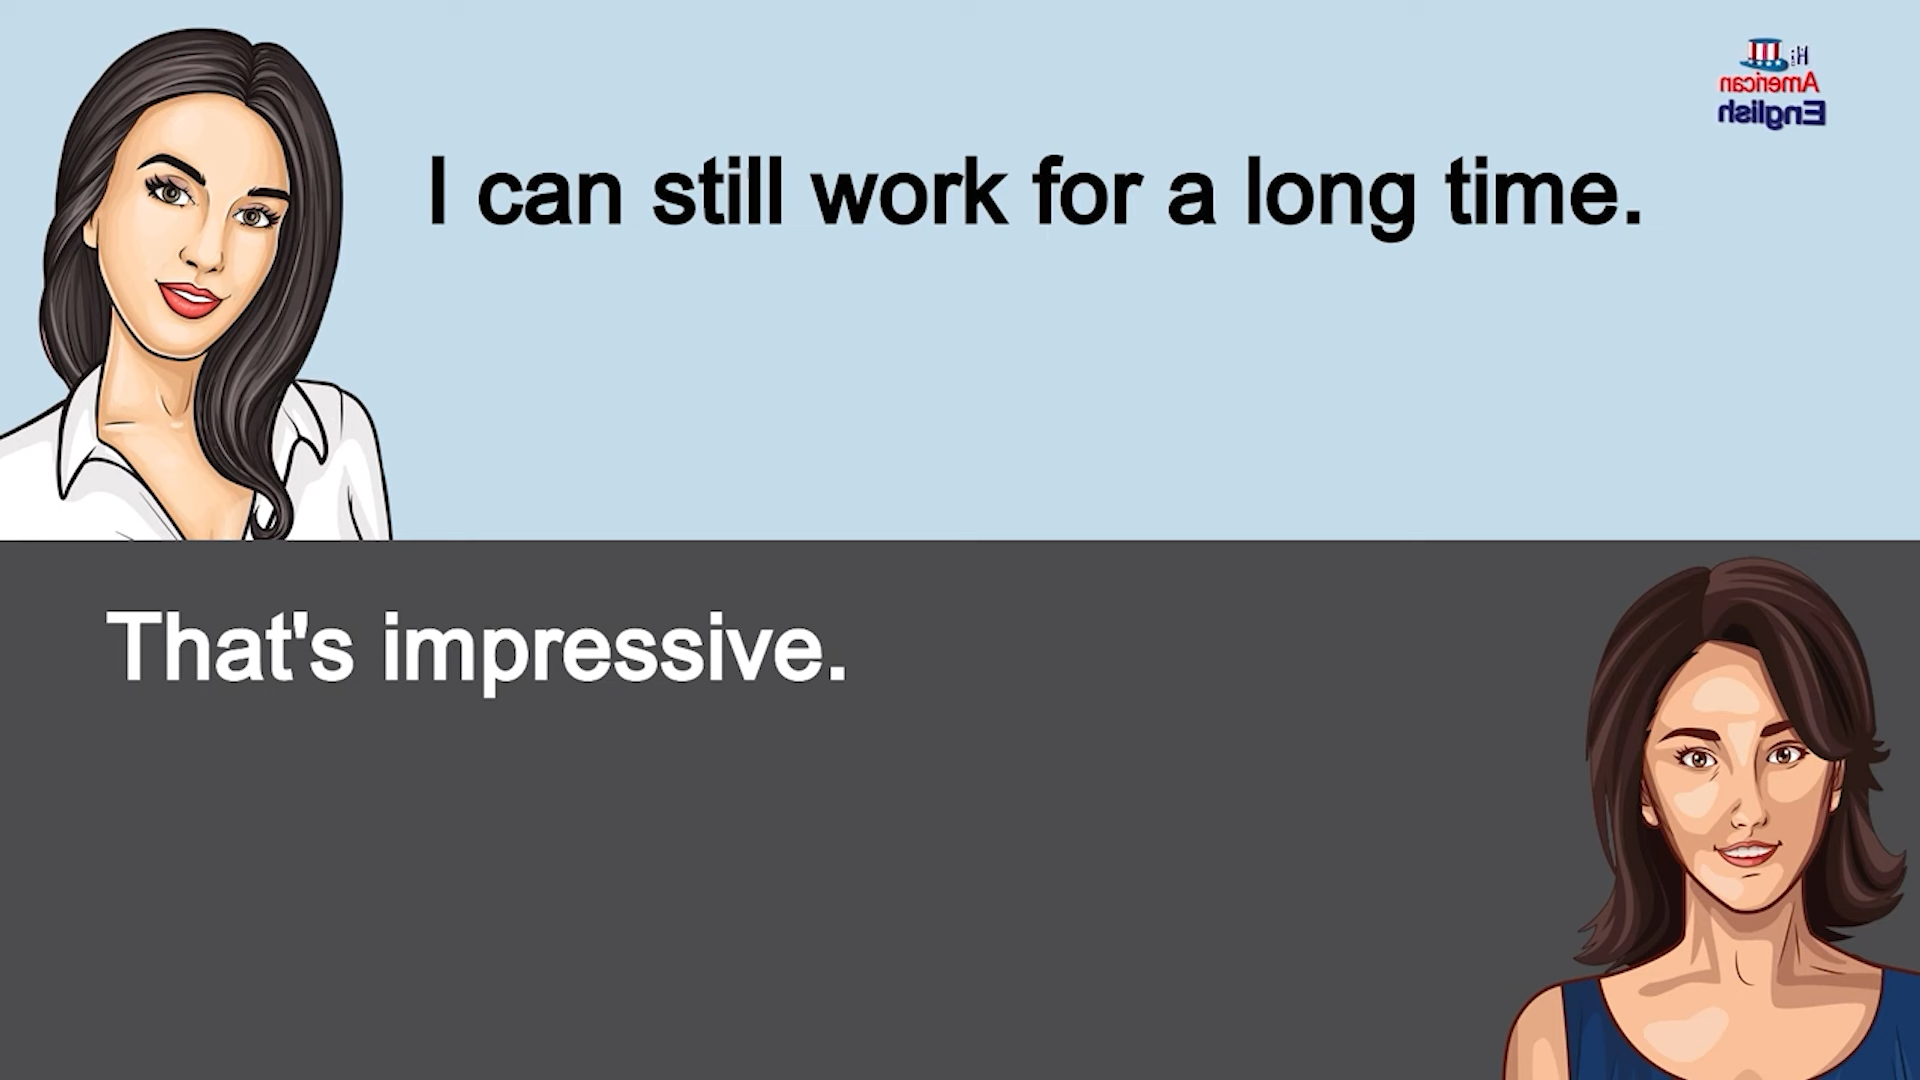 Hi
American
English
I can still work for a long time.
That's impressive.